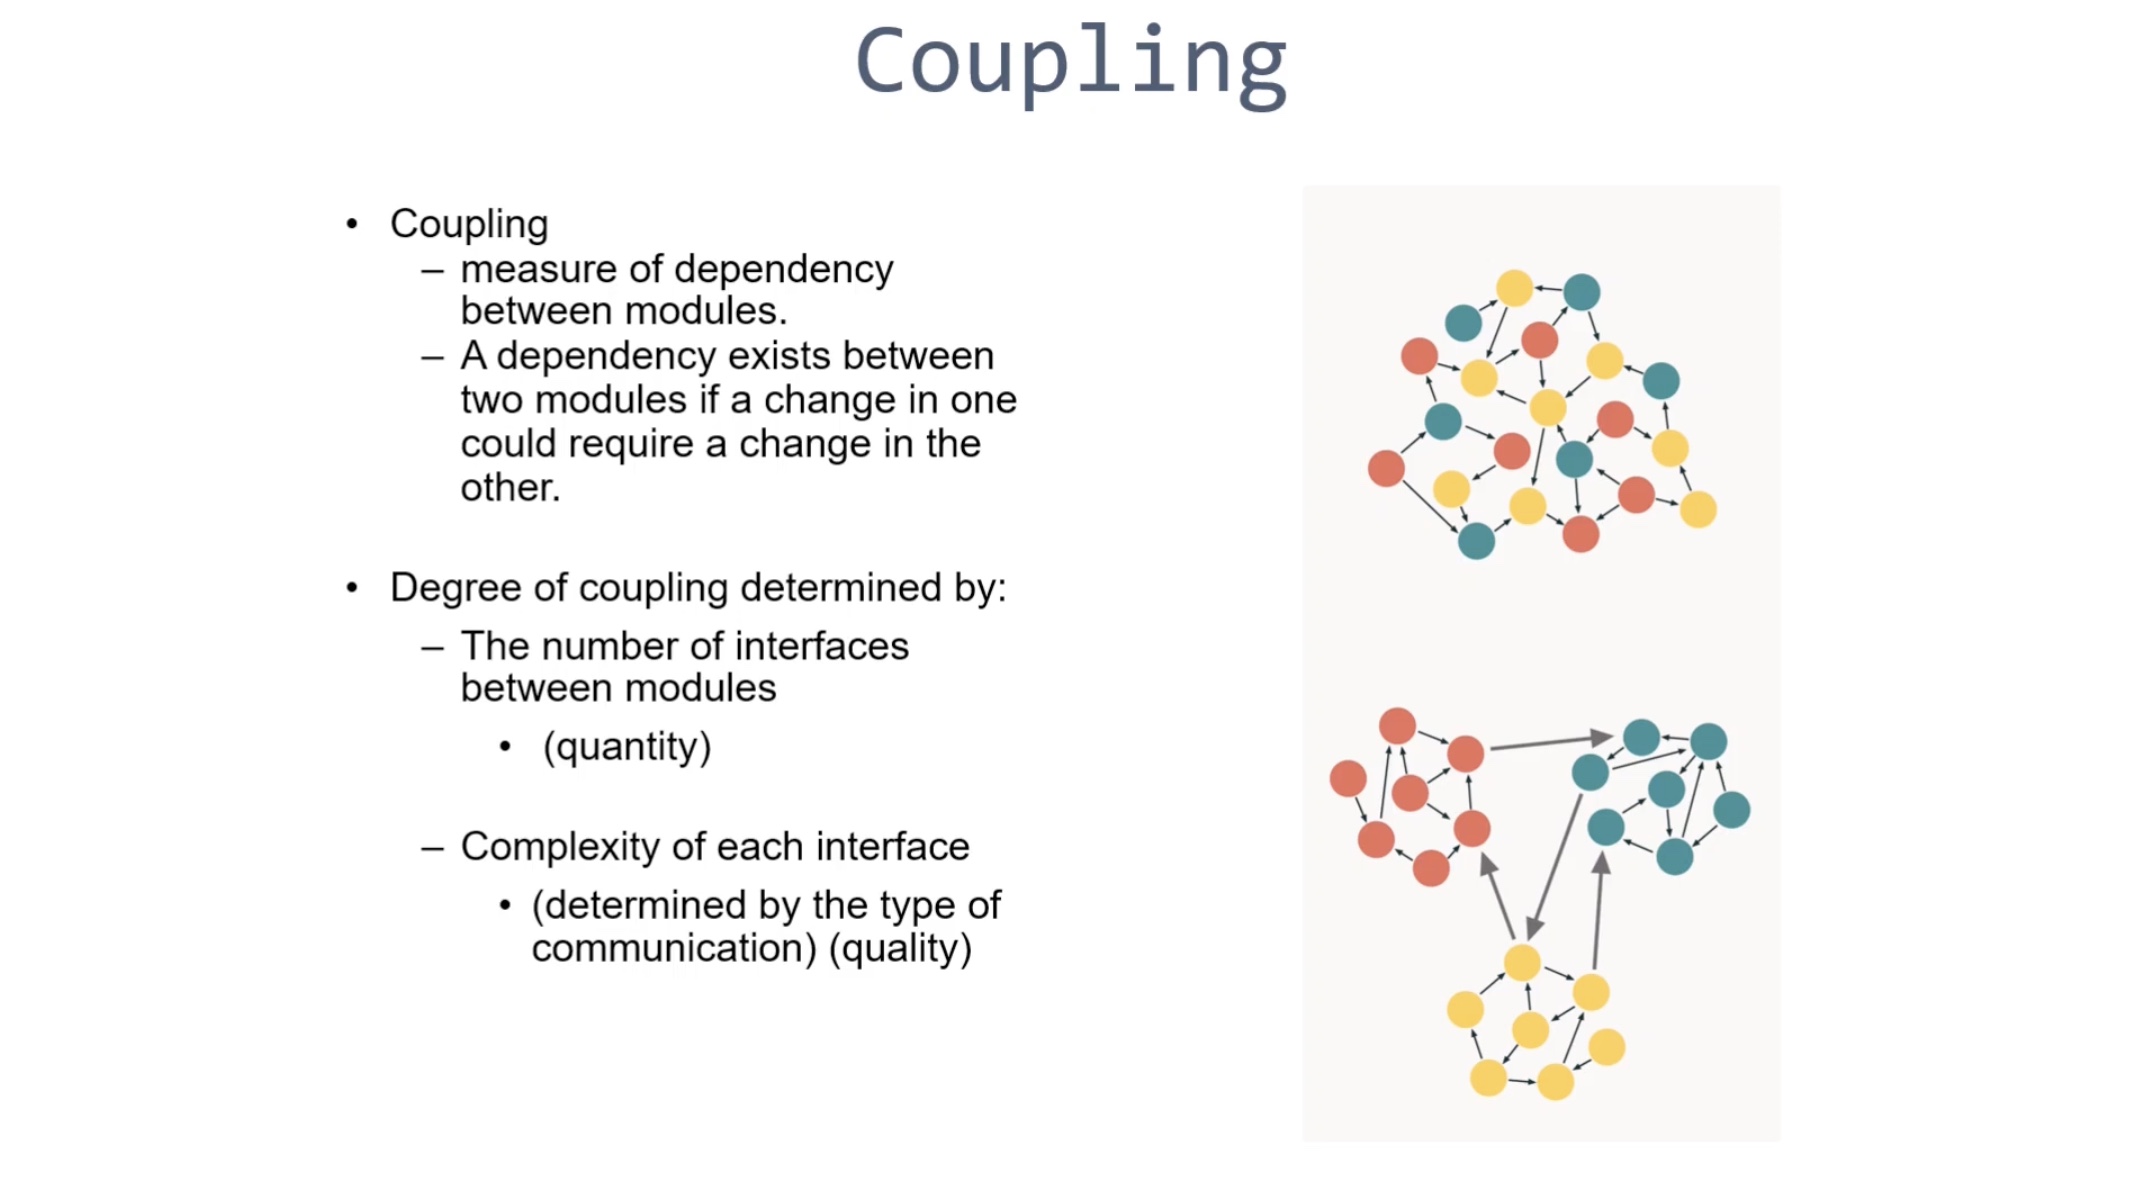 Coupling
• Coupling
– measure of dependency
between modules.
– A dependency exists between
two modules if a change in one
could require a change in the
other.
• Degree of coupling determined by:
– The number of interfaces
between modules
• (quantity)
– Complexity of each interface
• (determined by the type of
communication) (quality)